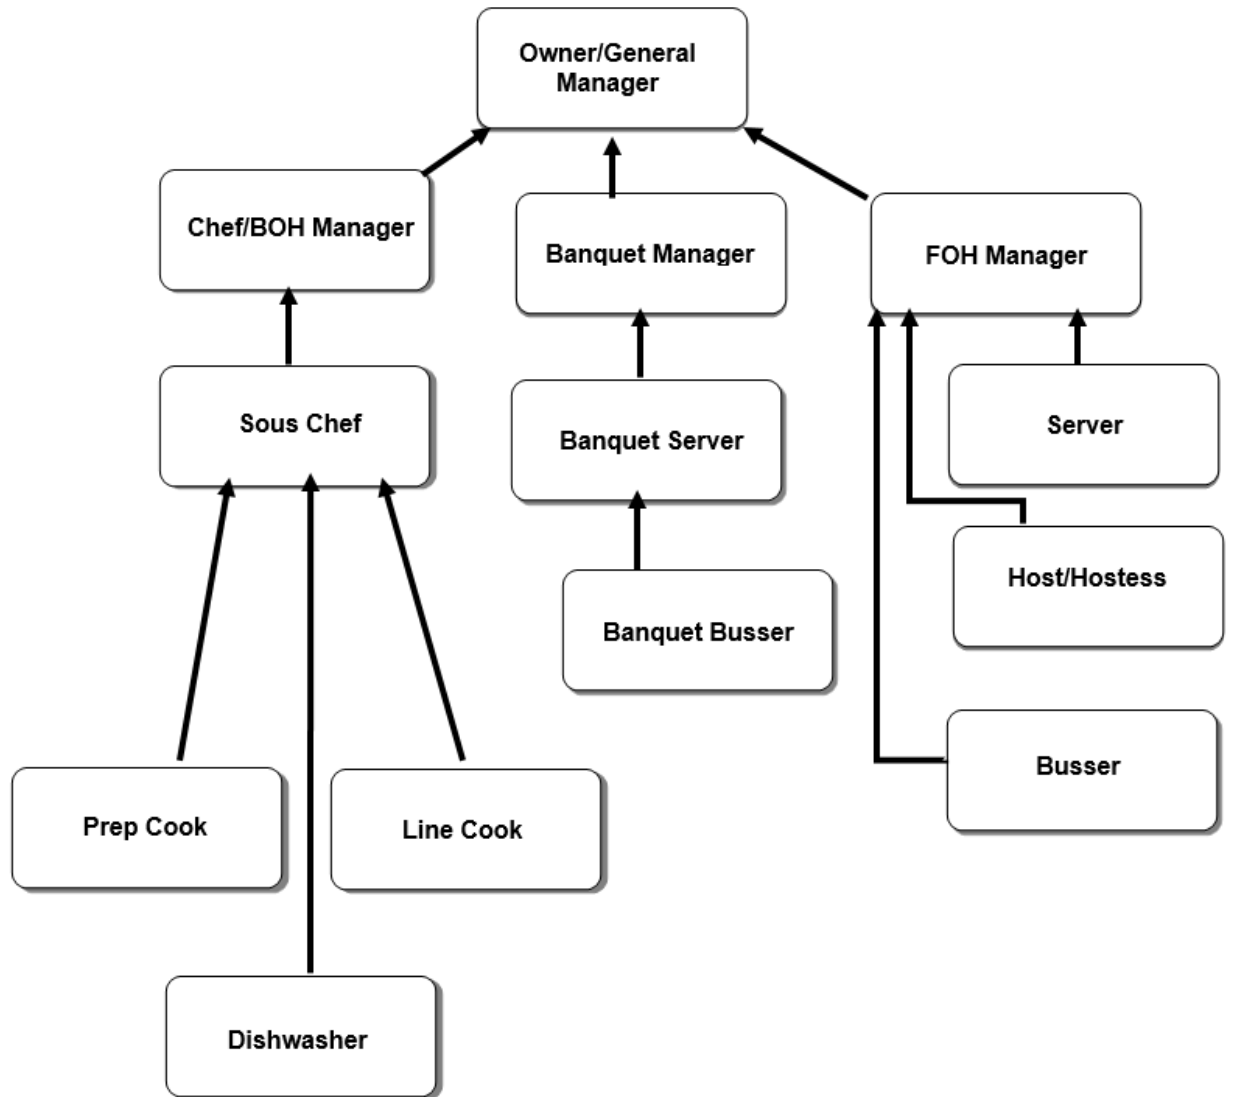 Owner/General
Manager
Chef/BOH Manager
Banquet Manager
FOH Manager
Sous Chef
Banquet Server
Server
Host/Hostess
Banquet Busser
Busser
Prep Cook
Line Cook
Dishwasher